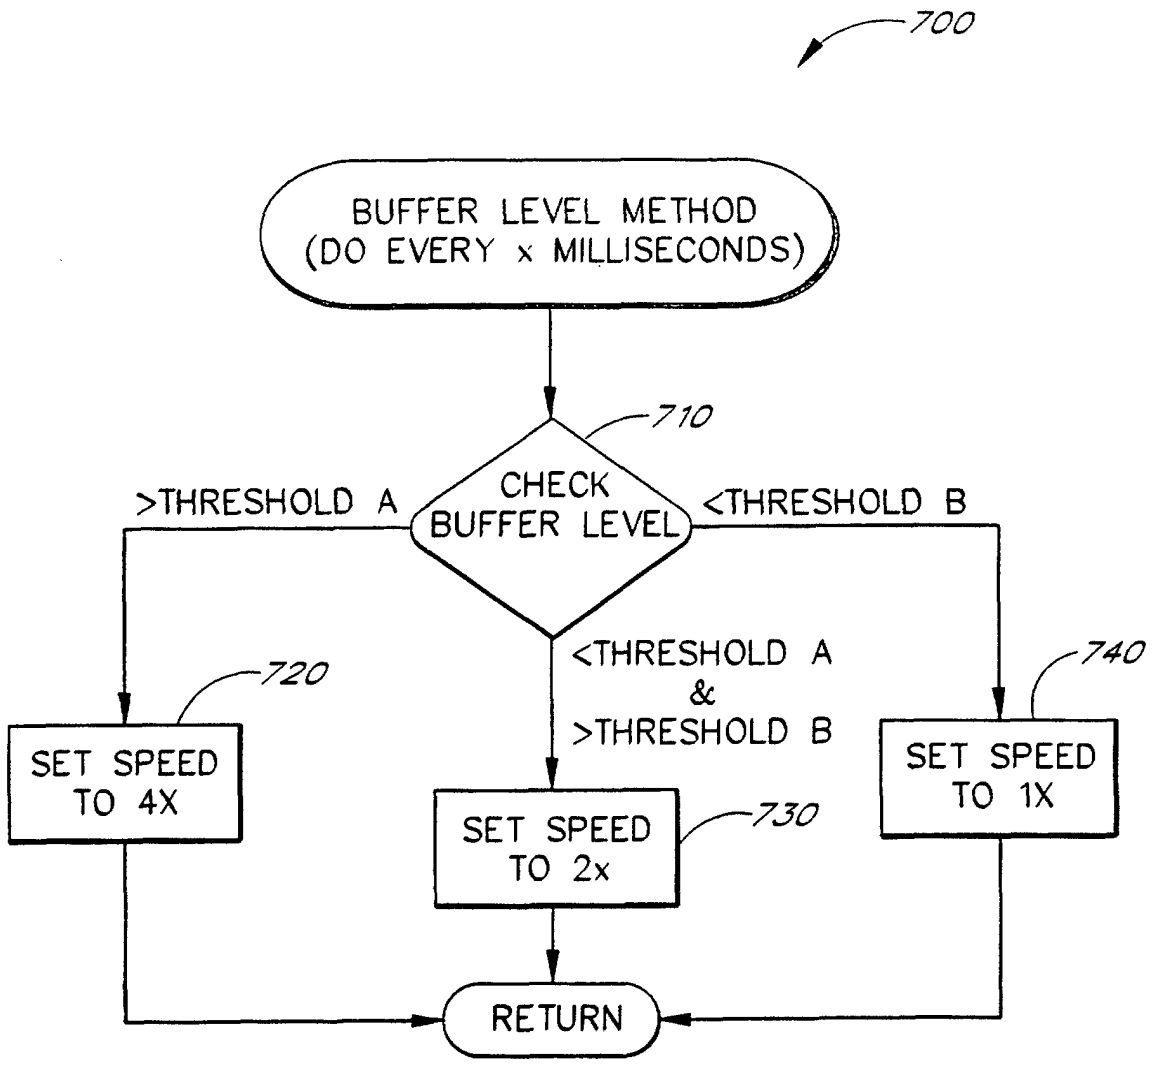 700
BUFFER LEVEL METHOD
(DO EVERY x MILLISECONDS)
710
CHECK
BUFFER LEVEL
>THRESHOLD A
<THRESHOLD B
<THRESHOLD A
&
>THRESHOLD B
720
SET SPEED
TO 4X
730
SET SPEED
TO 2x
740
SET SPEED
TO 1X
RETURN